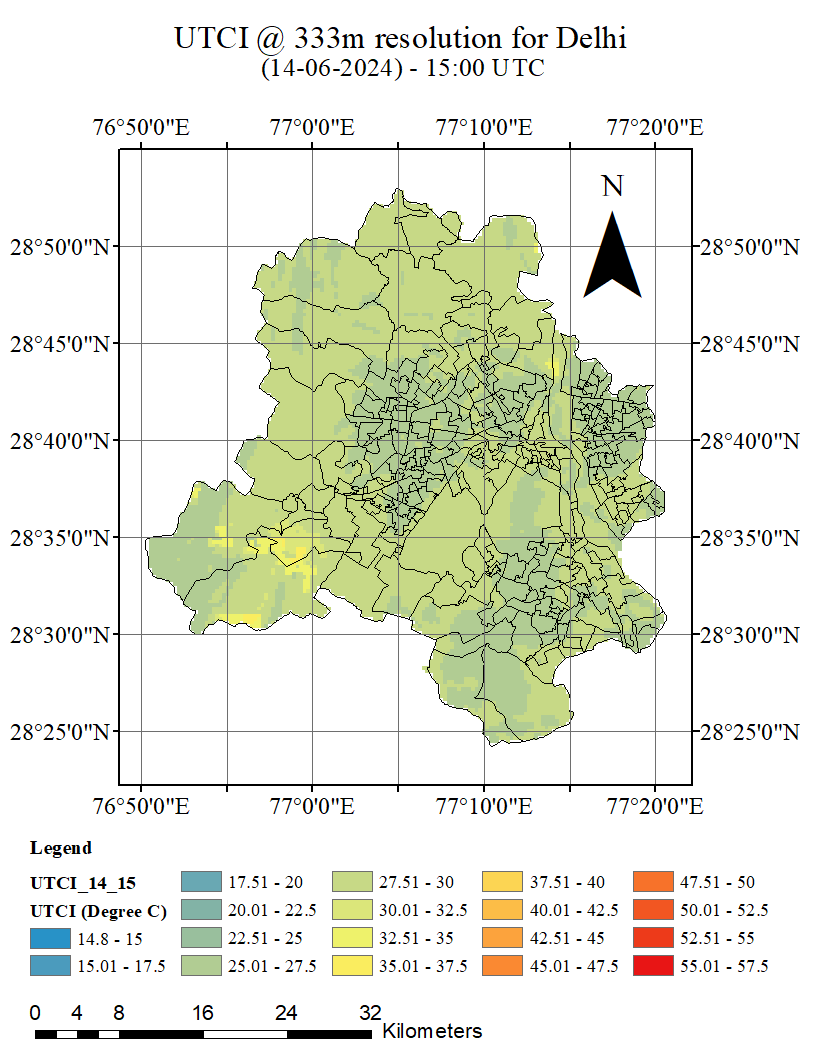 UTCI @ 333m resolution for Delhi
(14-06-2024) - 15:00 UTC
76°50'0"E 77°0'0"E 77°10'0"E 77°20'0"E
N
28°50'0"N 28°50'0"N
28°45'0"N 28°45'0"N
28°40'0"N 28°40'0"N
28°35'0"N 28°35'0"N
28°30'0"N 28°30'0"N
28°25'0"N 28°25'0"N
76°50'0"E 77°0'0"E 77°10'0"E 77°20'0"E
Legend
UTCI_14_15 17.51 - 20 27.51 - 30 37.51 - 40 47.51 - 50
UTCI (Degree C) 20.01 - 22.5 30.01 - 32.5 40.01 - 42.5 50.01 - 52.5
14.8 - 15 22.51 - 25 32.51 - 35 42.51 - 45 52.51 - 55
15.01 - 17.5 25.01 - 27.5 35.01 - 37.5 45.01 - 47.5 55.01 - 57.5
0 4 8 16 24 32
Kilometers